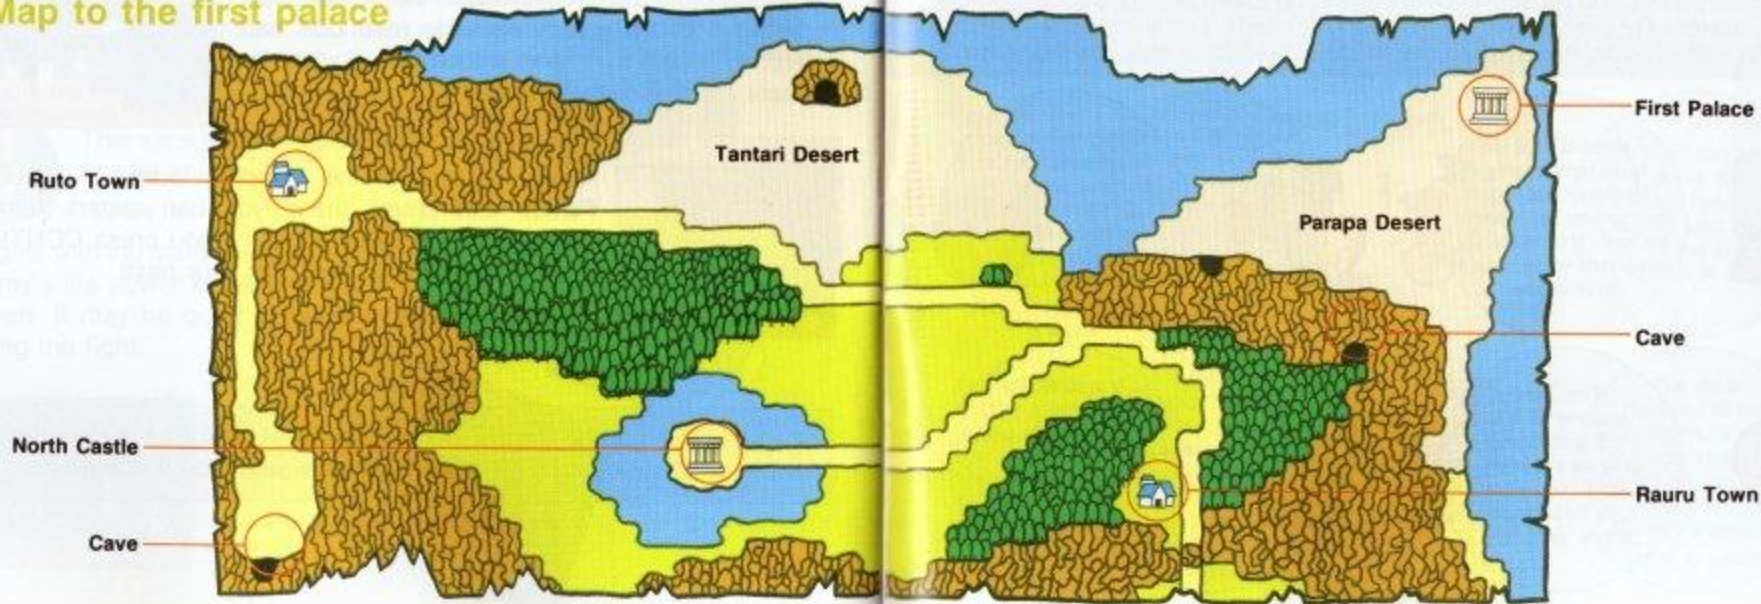 Map to the first palace
First Palace
Tantari Desert
Ruto Town
Parapa Desert
Cave
North Castle
Rauru Town
Cave